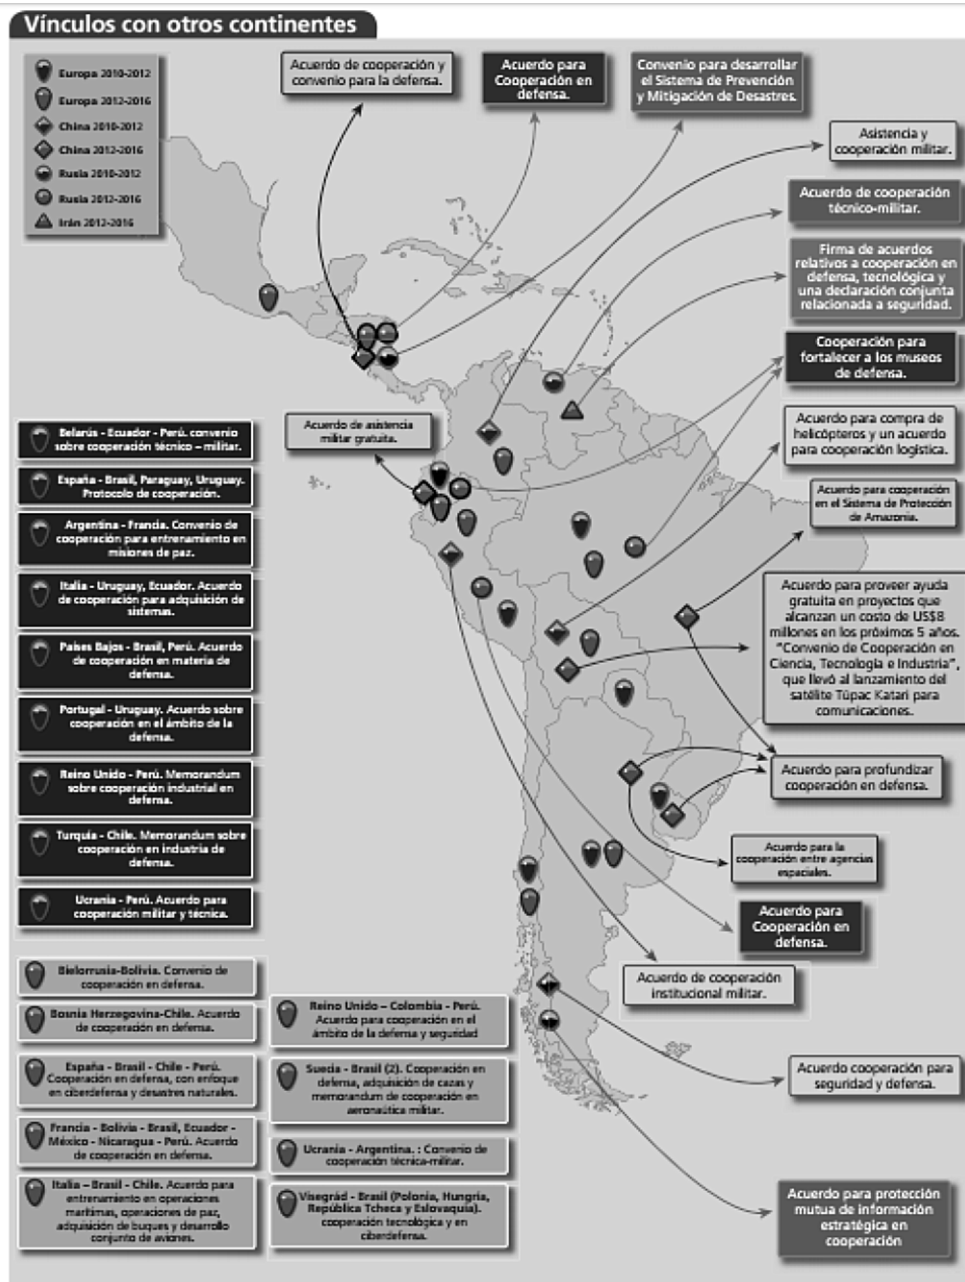 Vínculos con otros continentes
Europa 2010-2012
Europa 2012-2016
China 2010-2012
China 2012-2016
Rusia 2010-2012
Rusia 2012-2016
Irán 2012-2016
Acuerdo de cooperación y
convenio para la defensa.
Acuerdo para
Cooperación en
defensa.
Convenio para desarrollar
el Sistema de Prevención
y Mitigación de Desastres.
Asistencia y
cooperación militar.
Acuerdo de cooperación
técnico-militar.
Firma de acuerdos
relativos a cooperación en
defensa, tecnológica y
una declaración conjunta
relacionada a seguridad.
Cooperación para
fortalecer a los museos
de defensa.
Acuerdo para compra de
helicópteros y un acuerdo
para cooperación logística.
Acuerdo para cooperación
en el Sistema de Protección
de Amazonia.
Acuerdo para proveer ayuda
gratuita en proyectos que
alcanzan un costo de US$8
millones en los próximos 5 años.
"Convenio de Cooperación en
Ciencia, Tecnología e Industria",
que llevó al lanzamiento del
satélite Túpac Katari para
comunicaciones.
Acuerdo para profundizar
cooperación en defensa.
Acuerdo para la
cooperación entre agencias
espaciales.
Acuerdo para
Cooperación en
defensa.
Acuerdo de cooperación
institucional militar.
Acuerdo cooperación para
seguridad y defensa.
Acuerdo para protección
mutua de información
estratégica en
cooperación
Acuerdo de asistencia
militar gratuita.
Belarús - Ecuador - Perú. convenio
sobre cooperación técnico – militar.
España - Brasil, Paraguay, Uruguay.
Protocolo de cooperación.
Argentina - Francia. Convenio de
cooperación para entrenamiento en
misiones de paz.
Italia - Uruguay, Ecuador. Acuerdo
de cooperación para adquisición de
sistemas.
Países Bajos - Brasil, Perú. Acuerdo
de cooperación en materia de
defensa.
Portugal - Uruguay. Acuerdo sobre
cooperación en el ámbito de la
defensa.
Reino Unido - Perú. Memorandum
sobre cooperación industrial en
defensa.
Turquía - Chile. Memorandum sobre
cooperación en industria de
defensa.
Ucrania - Perú. Acuerdo para
cooperación militar y técnica.
Bielorrusia-Bolivia. Convenio de
cooperación en defensa.
Bosnia Herzegovina-Chile. Acuerdo
de cooperación en defensa.
España - Brasil - Chile - Perú.
Cooperación en defensa, con enfoque
en ciberdefensa y desastres naturales.
Francia - Bolivia - Brasil, Ecuador -
México - Nicaragua - Perú. Acuerdo
de cooperación en defensa.
Italia – Brasil - Chile. Acuerdo para
entrenamiento en operaciones
marítimas, operaciones de paz,
adquisición de buques y desarrollo
conjunto de aviones.
Reino Unido – Colombia - Perú.
Acuerdo para cooperación en el
ámbito de la defensa y seguridad
Suecia - Brasil (2). Cooperación en
defensa, adquisición de cazas y
memorandum de cooperación en
aeronaútica militar.
Ucrania - Argentina. : Convenio de
cooperación técnica-militar.
Visegrád - Brasil (Polonia, Hungría,
República Tcheca y Eslovaquia).
cooperación tecnológica y en
ciberdefensa.